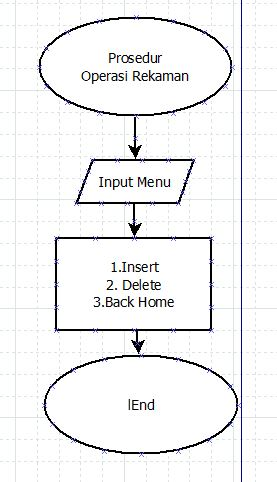 Prosedur
Operasi Rekaman
Input Menu
1.Insert
2. Delete
3.Back Home
lEnd